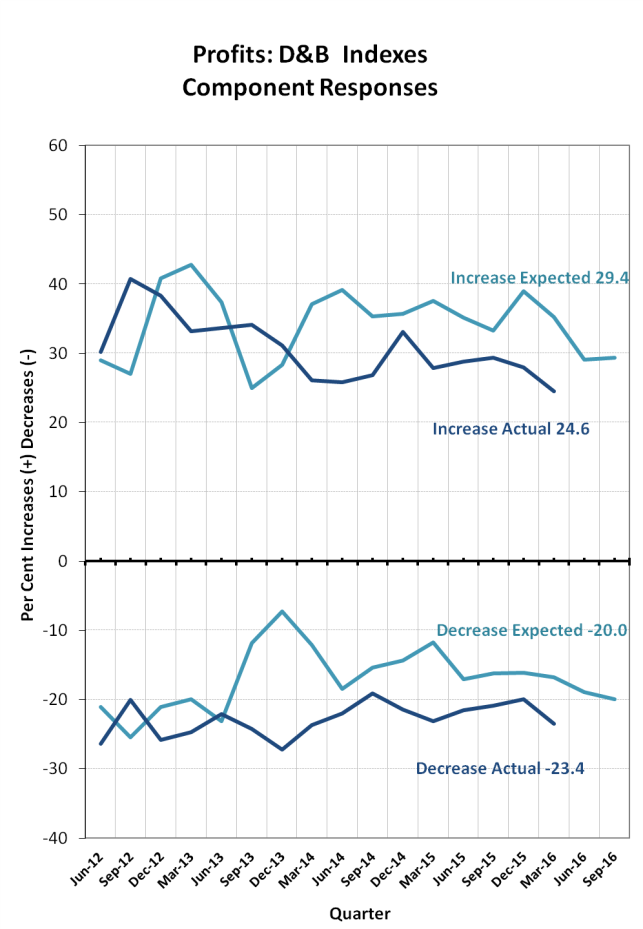 Profits: D&B Indexes
Component Responses
Per Cent Increases (+) Decreases (-)
60
50
40
30
20
10
0
-10
-20
-30
-40
Increase Expected 29.4
Increase Actual 24.6
Decrease Expected -20.0
Decrease Actual -23.4
Jun-12
Sep-12
Dec-12
Mar-13
Jun-13
Sep-13
Dec-13
Mar-14
Jun-14
Sep-14
Dec-14
Mar-15
Jun-15
Sep-15
Dec-15
Mar-16
Jun-16
Sep-16
Quarter